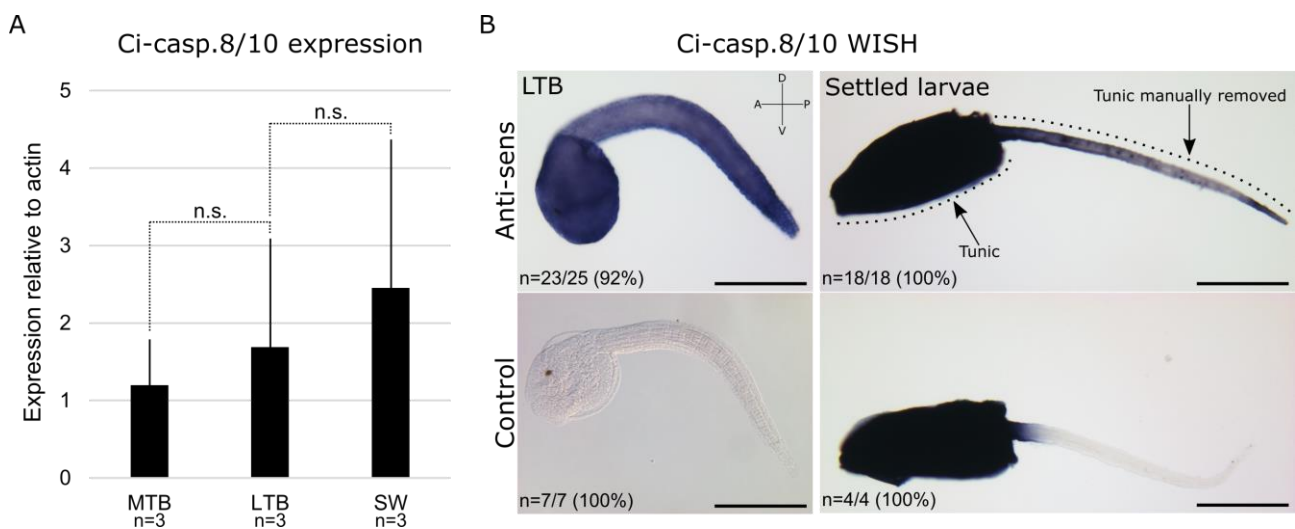 A
Ci-casp.8/10 expression
Expression relative to actin
5
4
3
2
1
0
n.s.
n.s.
MTB
n=3
LTB
n=3
SW
n=3
B
Ci-casp.8/10 WISH
Anti-sens
LTB
D
A
P
V
n=23/25 (92%)
Settled larvae
Tunic manually removed
Tunic
n=18/18 (100%)
Control
n=7/7 (100%)
n=4/4 (100%)